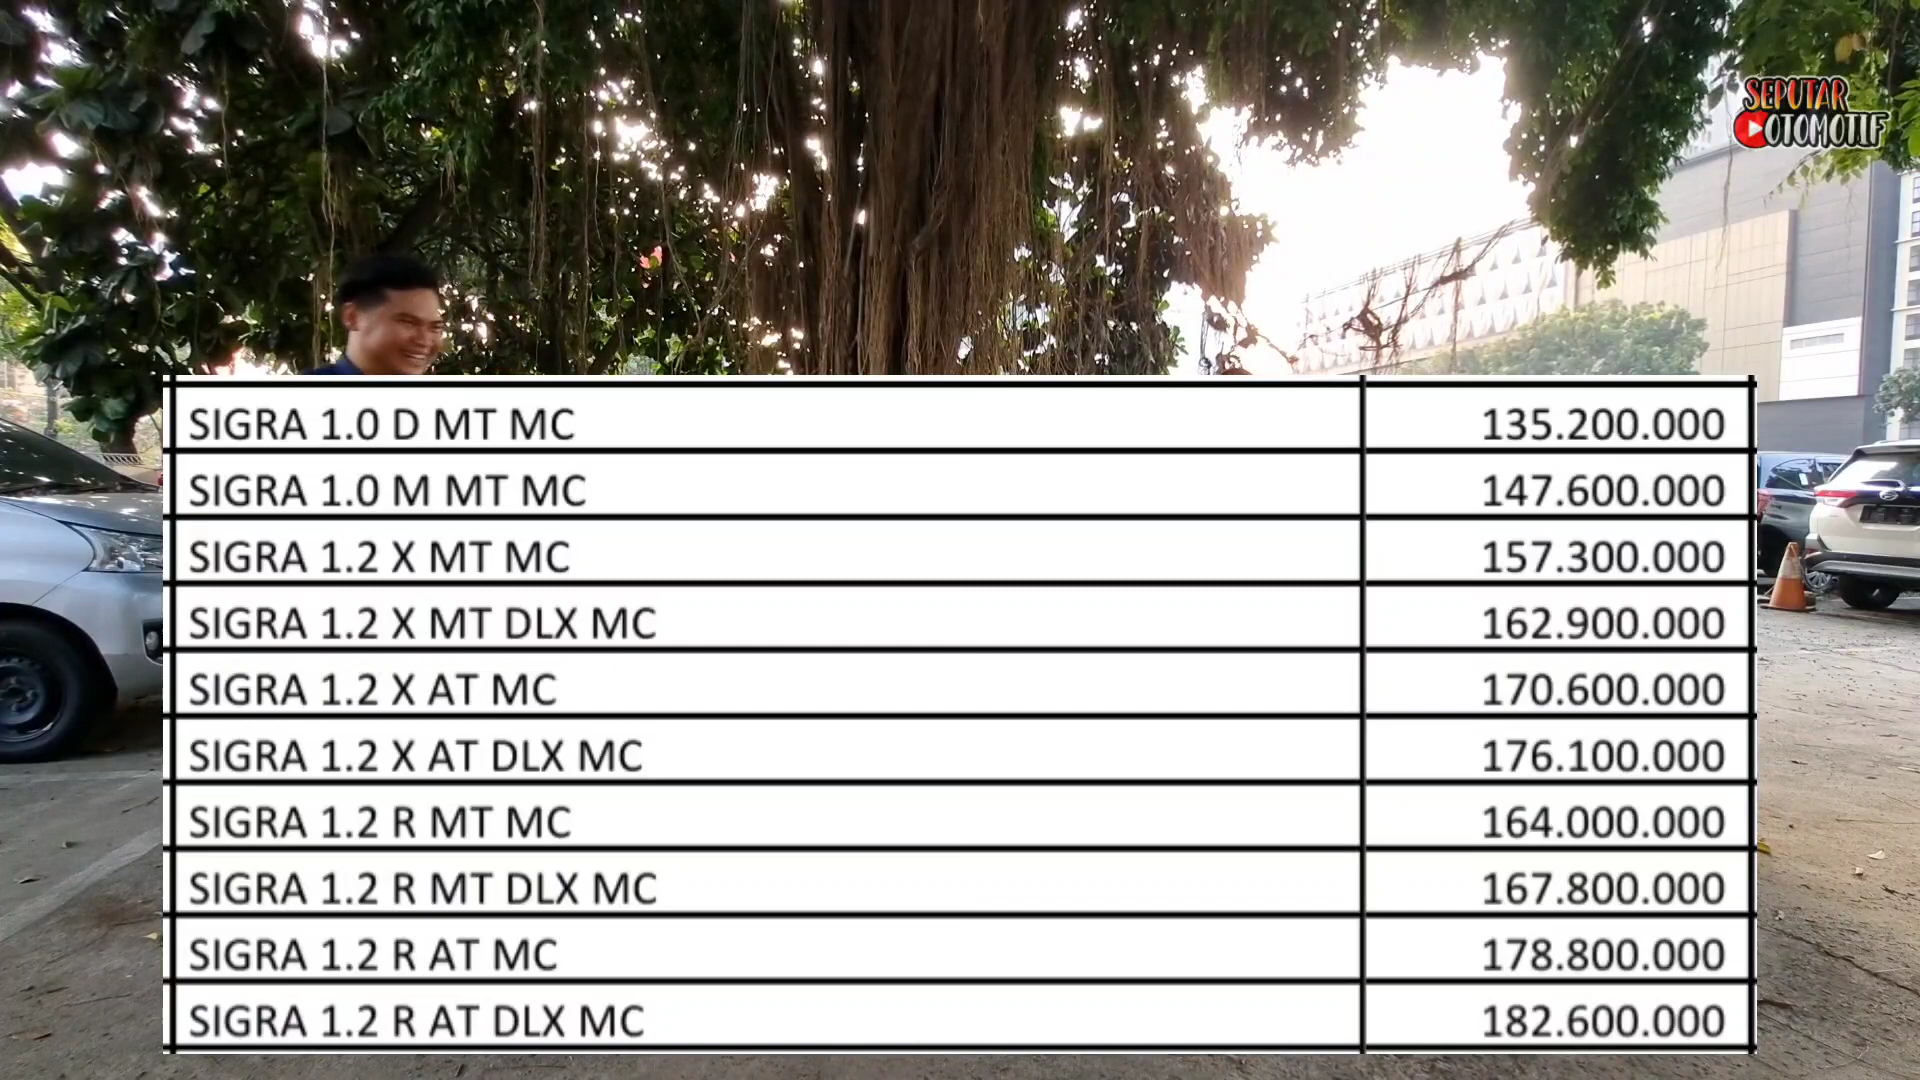 SEPUTAR
OTOMOTIF
SIGRA 1.0 D MT MC 135.200.000
SIGRA 1.0 M MT MC 147.600.000
SIGRA 1.2 X MT MC 157.300.000
SIGRA 1.2 X MT DLX MC 162.900.000
SIGRA 1.2 X AT MC 170.600.000
SIGRA 1.2 X AT DLX MC 176.100.000
SIGRA 1.2 R MT MC 164.000.000
SIGRA 1.2 R MT DLX MC 167.800.000
SIGRA 1.2 R AT MC 178.800.000
SIGRA 1.2 R AT DLX MC 182.600.000